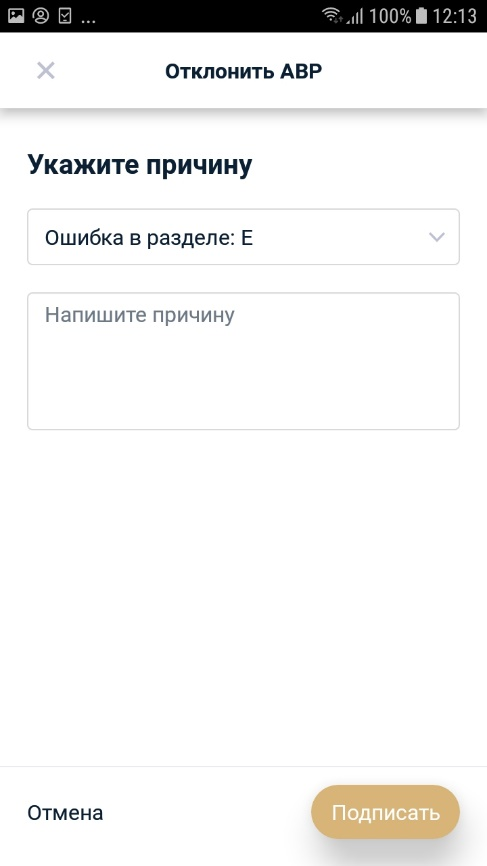 ... 100% 12:13
Отклонить АВР
Укажите причину
Ошибка в разделе: Е
Напишите причину
Отмена
Подписать